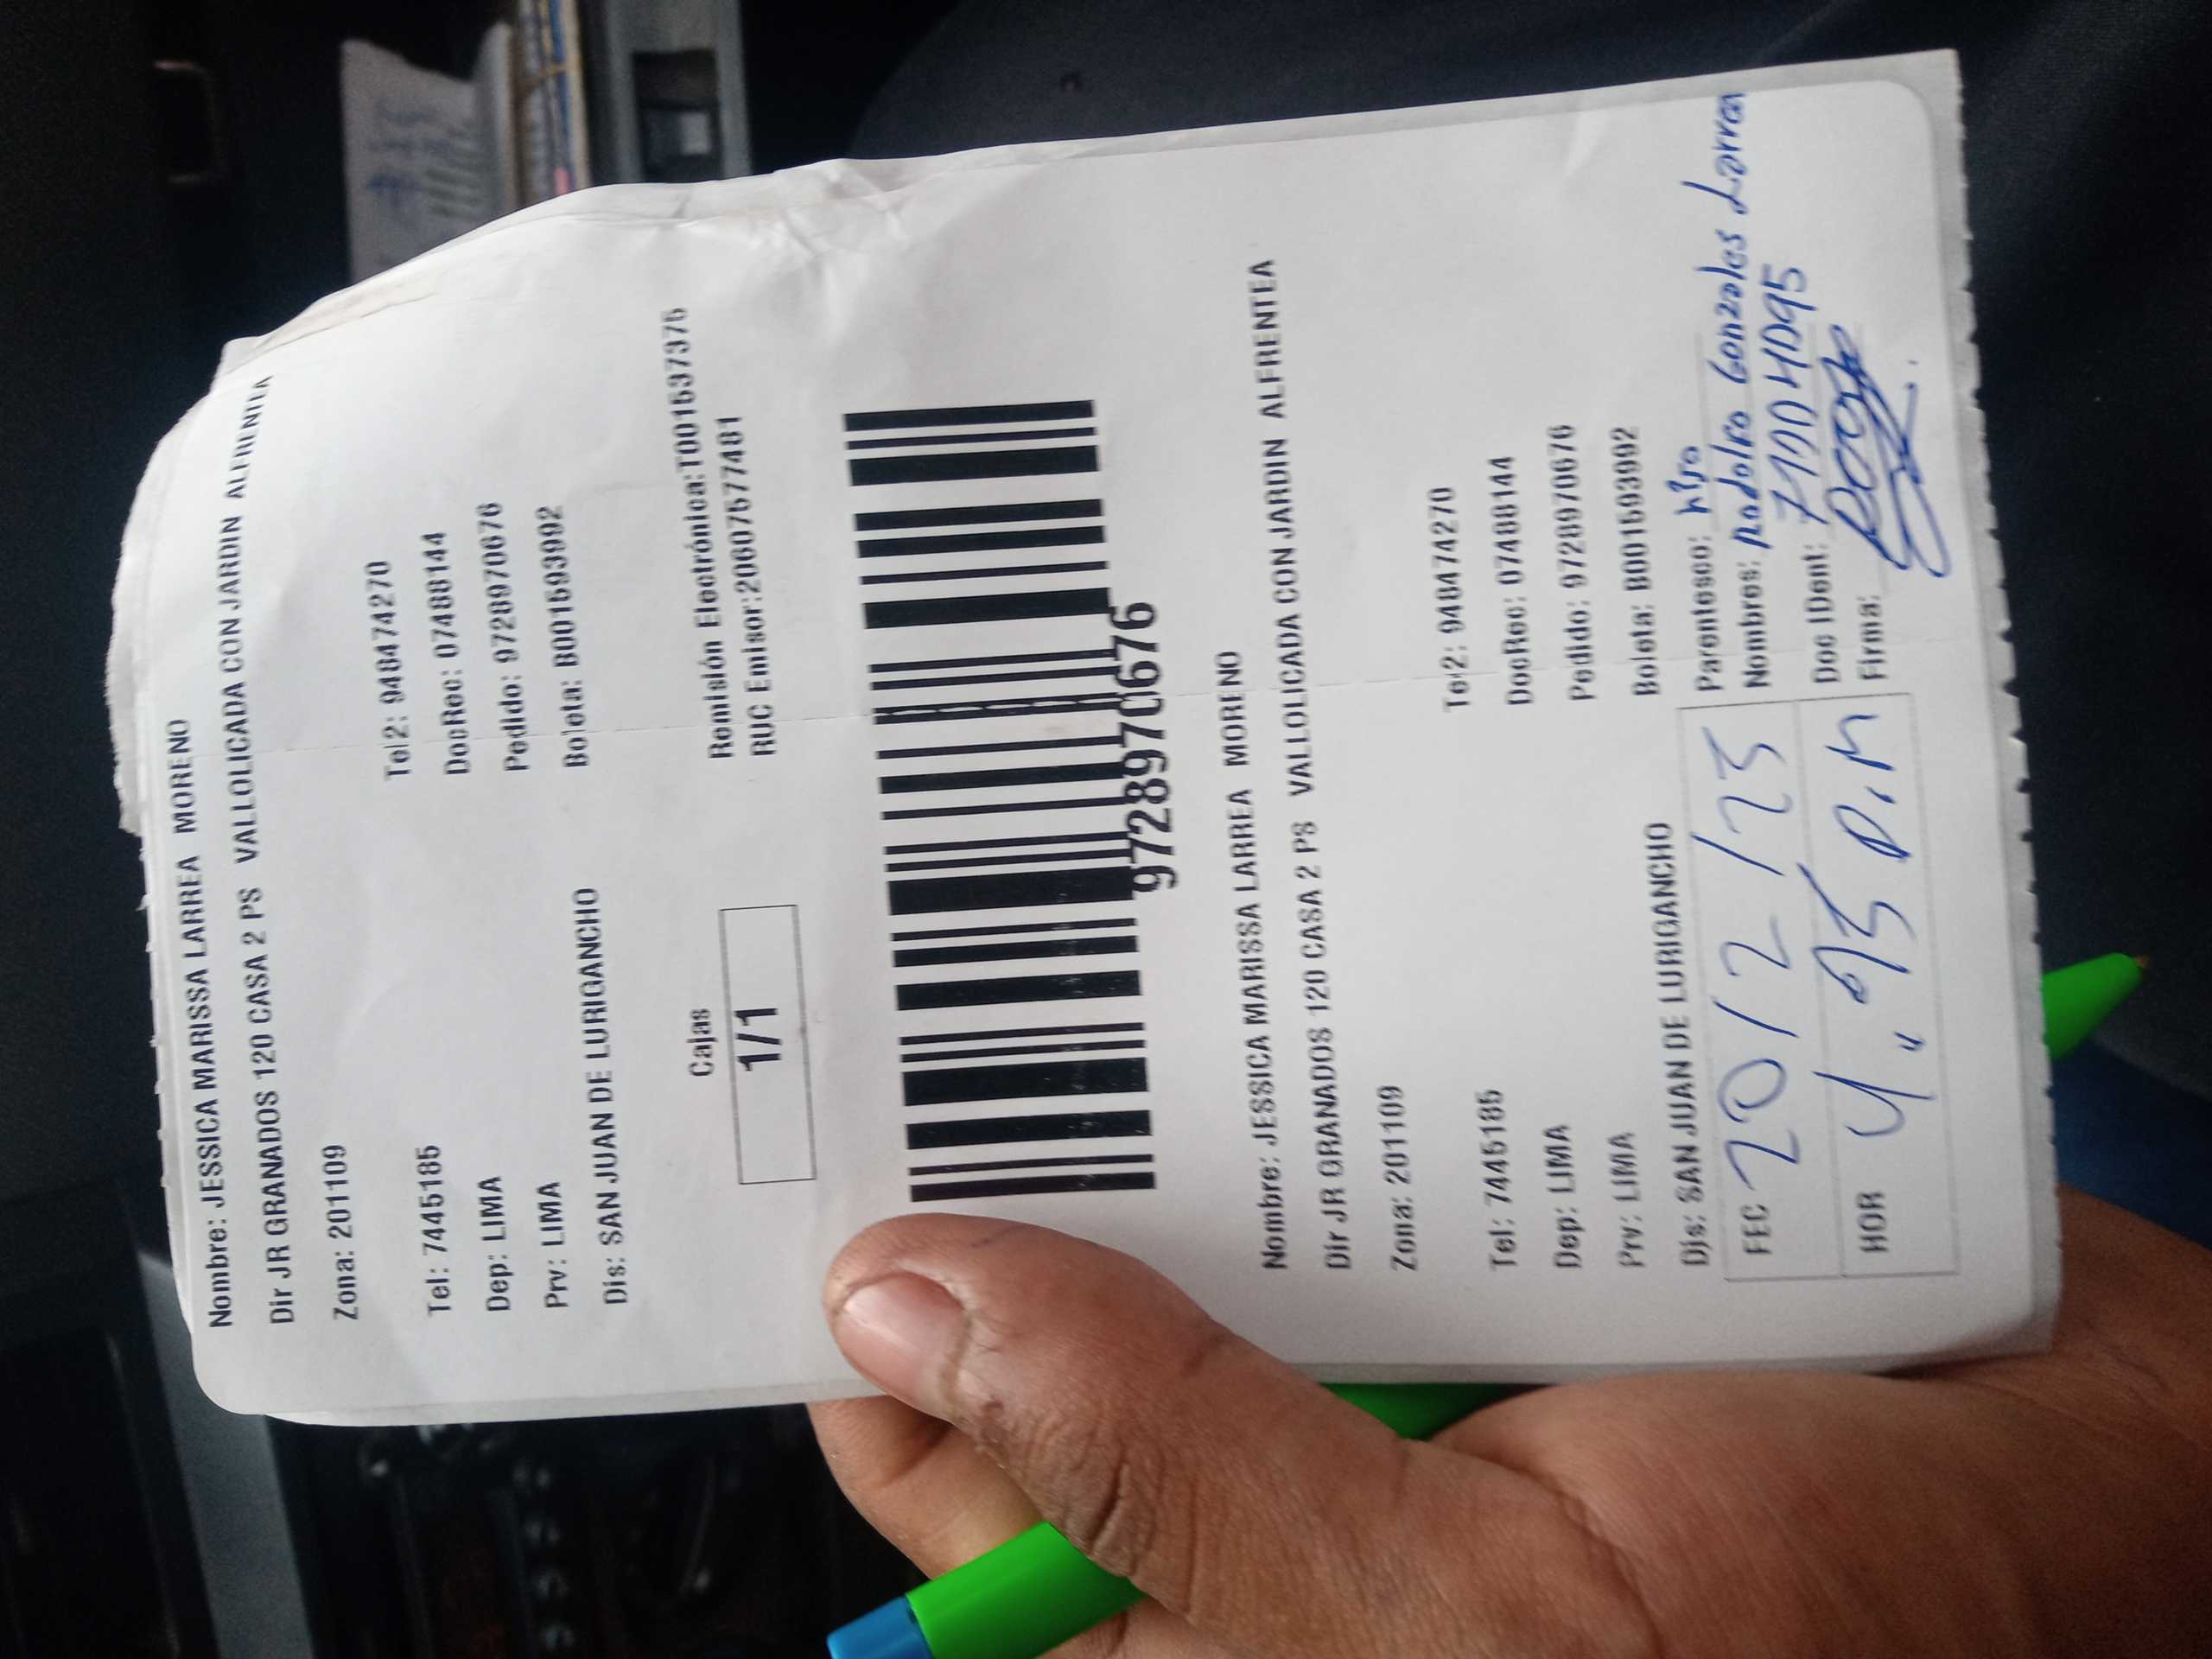 Nombre: JESSICA MARISSA LARREA MORENO
Dir JR GRANADOS 120 CASA 2 PS VALLOLICADA CON JARDIN ALFRENTEA
Zona: 201109
Tel: 7445185 Tel2: 948474270
Dep: LIMA DocRec: 07488144
Prv: LIMA Pedido: 9728970676
Dis: SAN JUAN DE LURIGANCHO Boleta: B001593992
Cajas
1/1
Remisión Electrónica:T001537375
RUC Emisor:20607577481
9728970676
Nombre: JESSICA MARISSA LARREA MORENO
Dir JR GRANADOS 120 CASA 2 PS VALLOLICADA CON JARDIN ALFRENTEA
Zona: 201109
Tel: 7445185 Tel2: 948474270
Dep: LIMA DocRec: 07488144
Prv: LIMA Pedido: 9728970676
Dis: SAN JUAN DE LURIGANCHO Boleta: B001593992
FEC 20/12/23
HOR
Parentesco: hijo
Nombres: Rodolfo Gonzales Larrea
Doc IDent:
Firma: